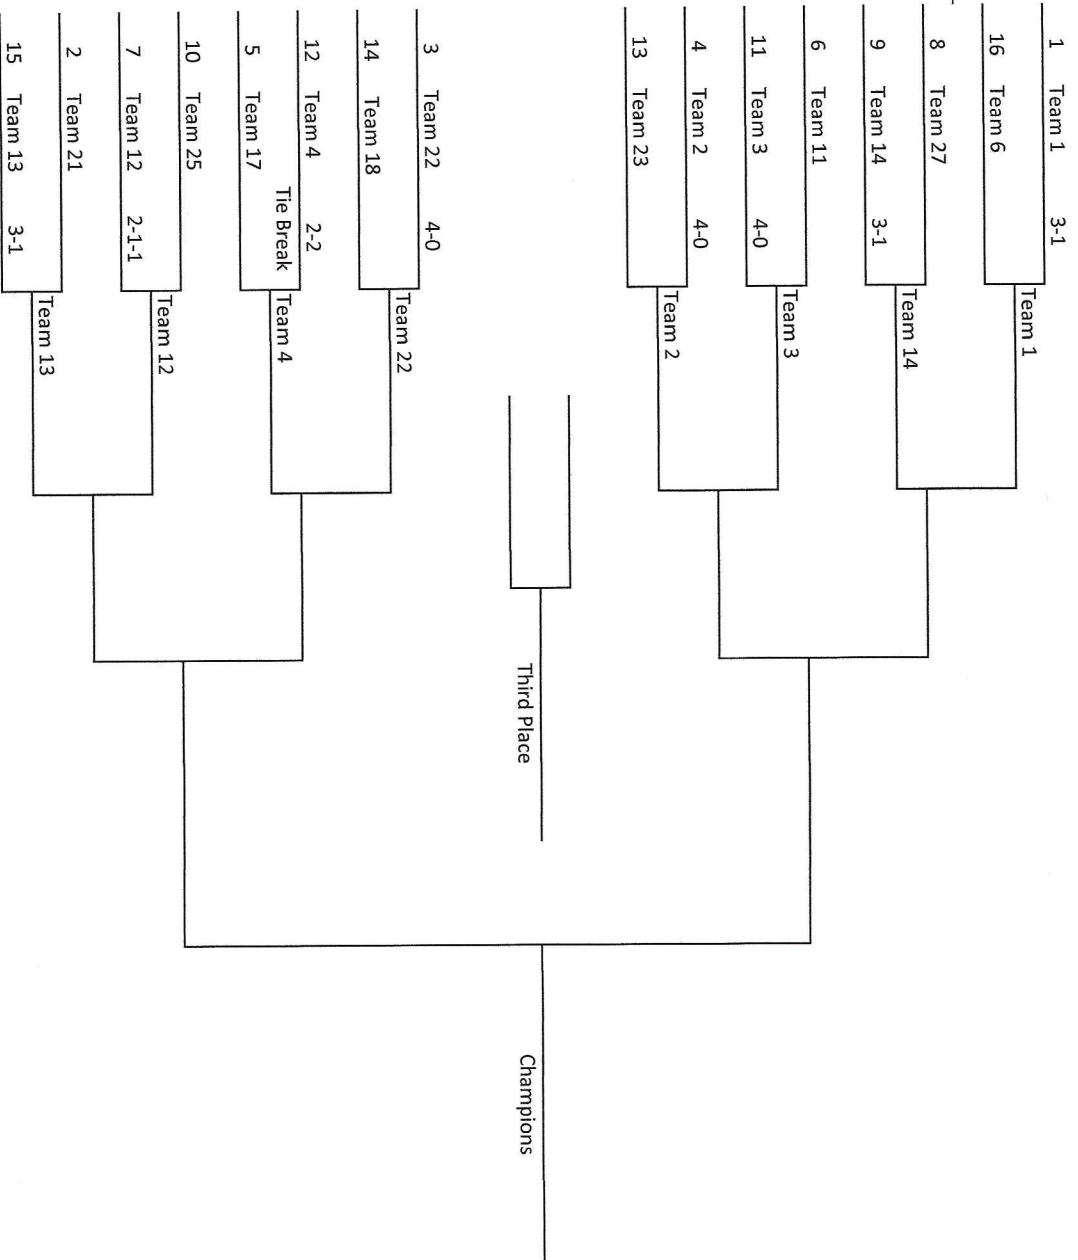 1 Team 1 3-1
Team 1
16 Team 6
8 Team 27
Team 14
9 Team 14 3-1
6 Team 11
Team 3
11 Team 3 4-0
4 Team 2 4-0
Team 2
13 Team 23
Third Place
Champions
3 Team 22 4-0
Team 22
14 Team 18
12 Team 4 2-2
Tie Break
Team 4
5 Team 17
10 Team 25
Team 12
7 Team 12 2-1-1
2 Team 21
Team 13
15 Team 13 3-1